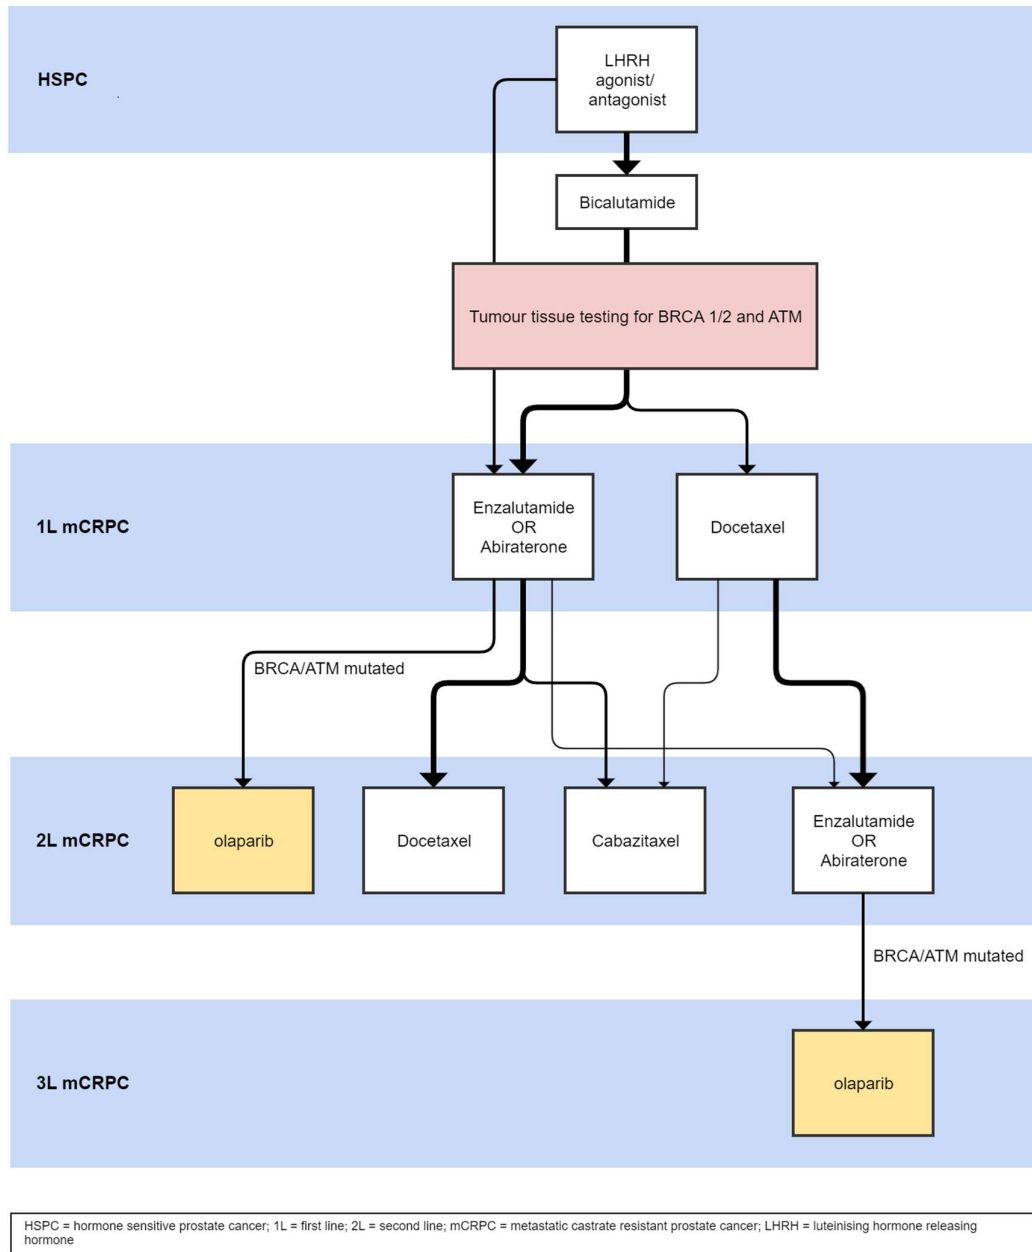 HSPC
LHRH
agonist/
antagonist
Bicalutamide
Tumour tissue testing for BRCA 1/2 and ATM
1L mCRPC
Enzalutamide
OR
Abiraterone
Docetaxel
BRCA/ATM mutated
2L mCRPC
olaparib
Docetaxel
Cabazitaxel
Enzalutamide
OR
Abiraterone
BRCA/ATM mutated
3L mCRPC
olaparib
HSPC = hormone sensitive prostate cancer; 1L = first line; 2L = second line; mCRPC = metastatic castrate resistant prostate cancer; LHRH = luteinising hormone releasing
hormone